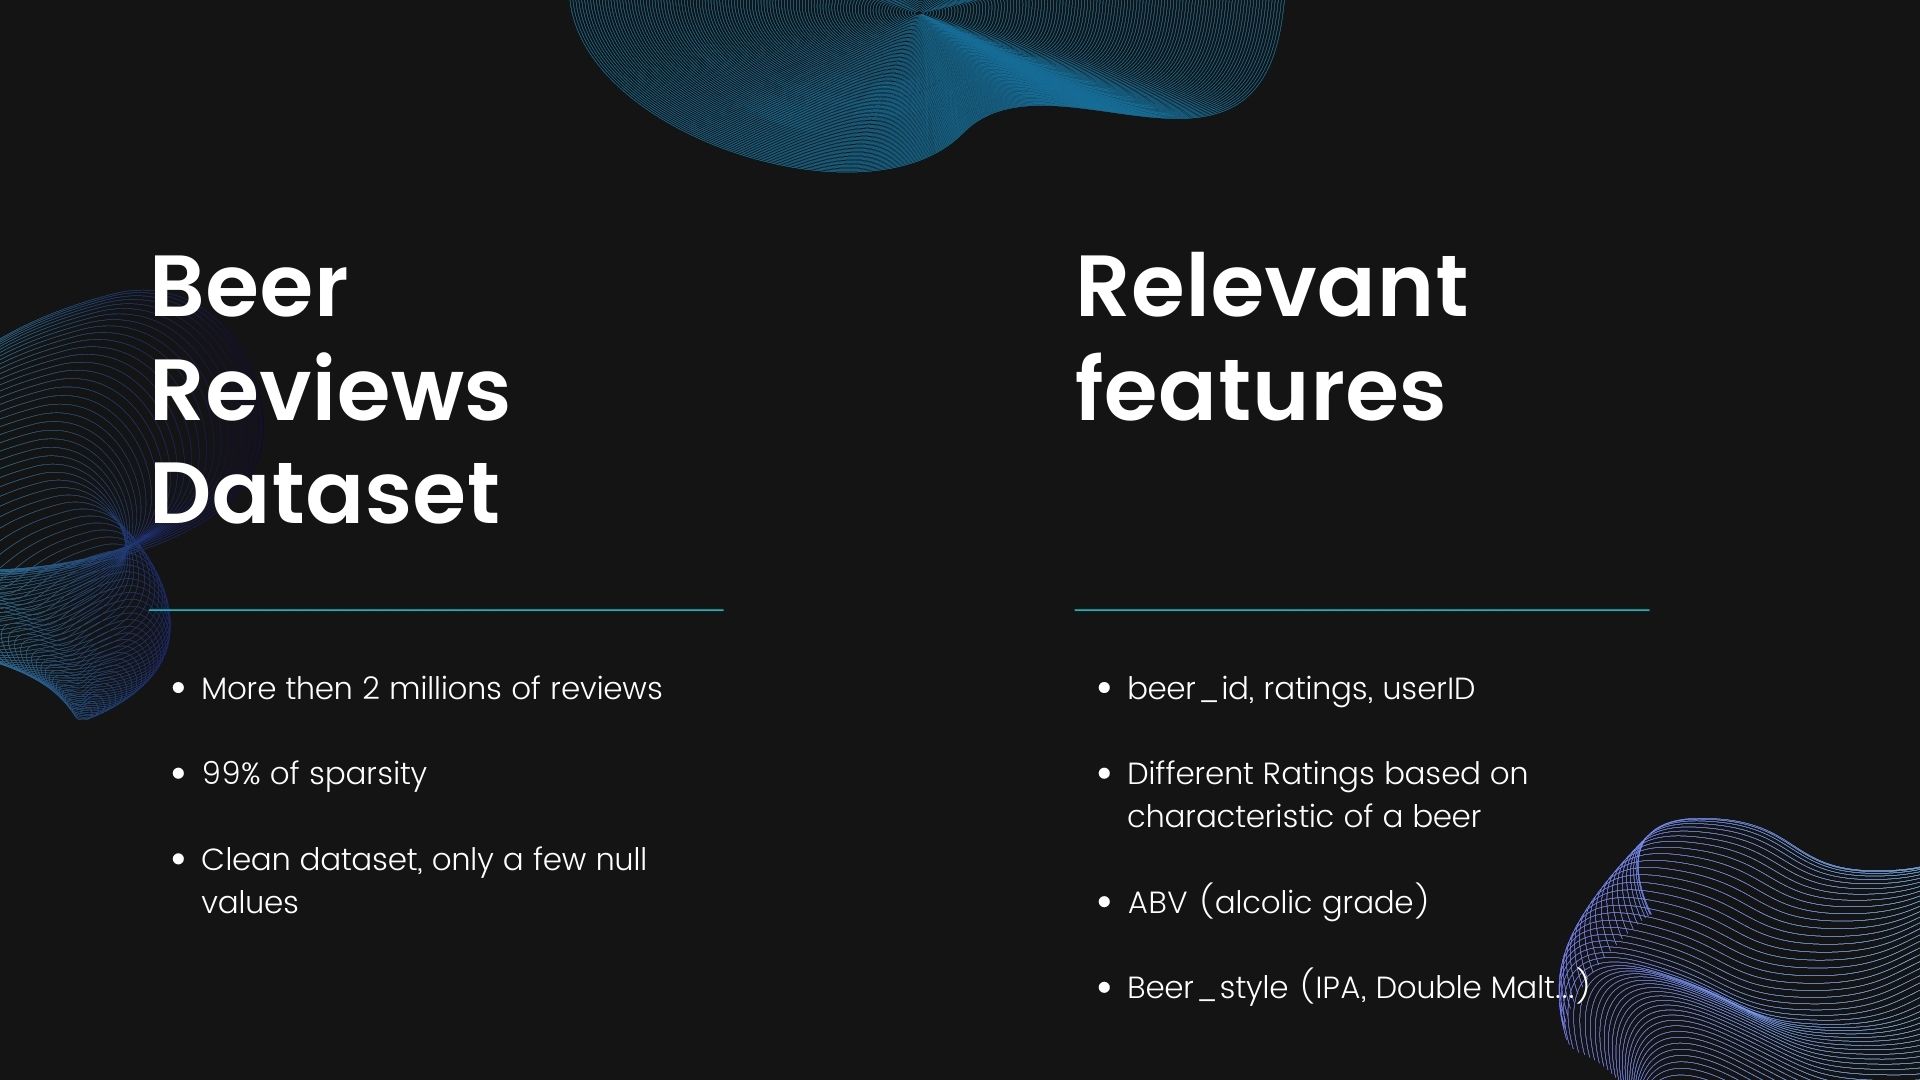 Beer
Reviews
Dataset
• More then 2 millions of reviews
• 99% of sparsity
• Clean dataset, only a few null
values
Relevant
features
• beer_id, ratings, userID
• Different Ratings based on
characteristic of a beer
• ABV (alcolic grade)
• Beer_style (IPA, Double Malt...)